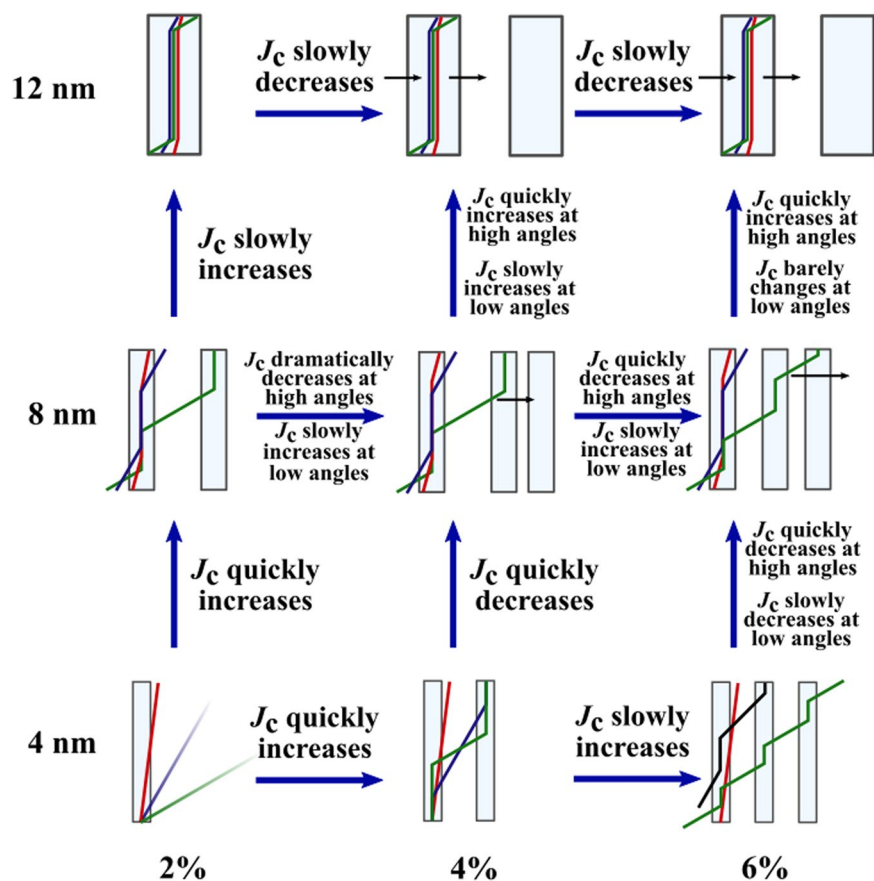 12 nm
Jc slowly
decreases
Jc slowly
decreases
Jc slowly
increases
Jc quickly
increases at
high angles
Jc slowly
increases at
low angles
Jc quickly
increases at
high angles
Jc barely
changes at
low angles
8 nm
Jc dramatically
decreases at
high angles
Jc slowly
increases at
low angles
Jc quickly
decreases at
high angles
Jc slowly
increases at
low angles
Jc quickly
increases
Jc quickly
decreases
Jc quickly
decreases at
high angles
Jc slowly
decreases at
low angles
4 nm
Jc quickly
increases
Jc slowly
increases
2%
4%
6%